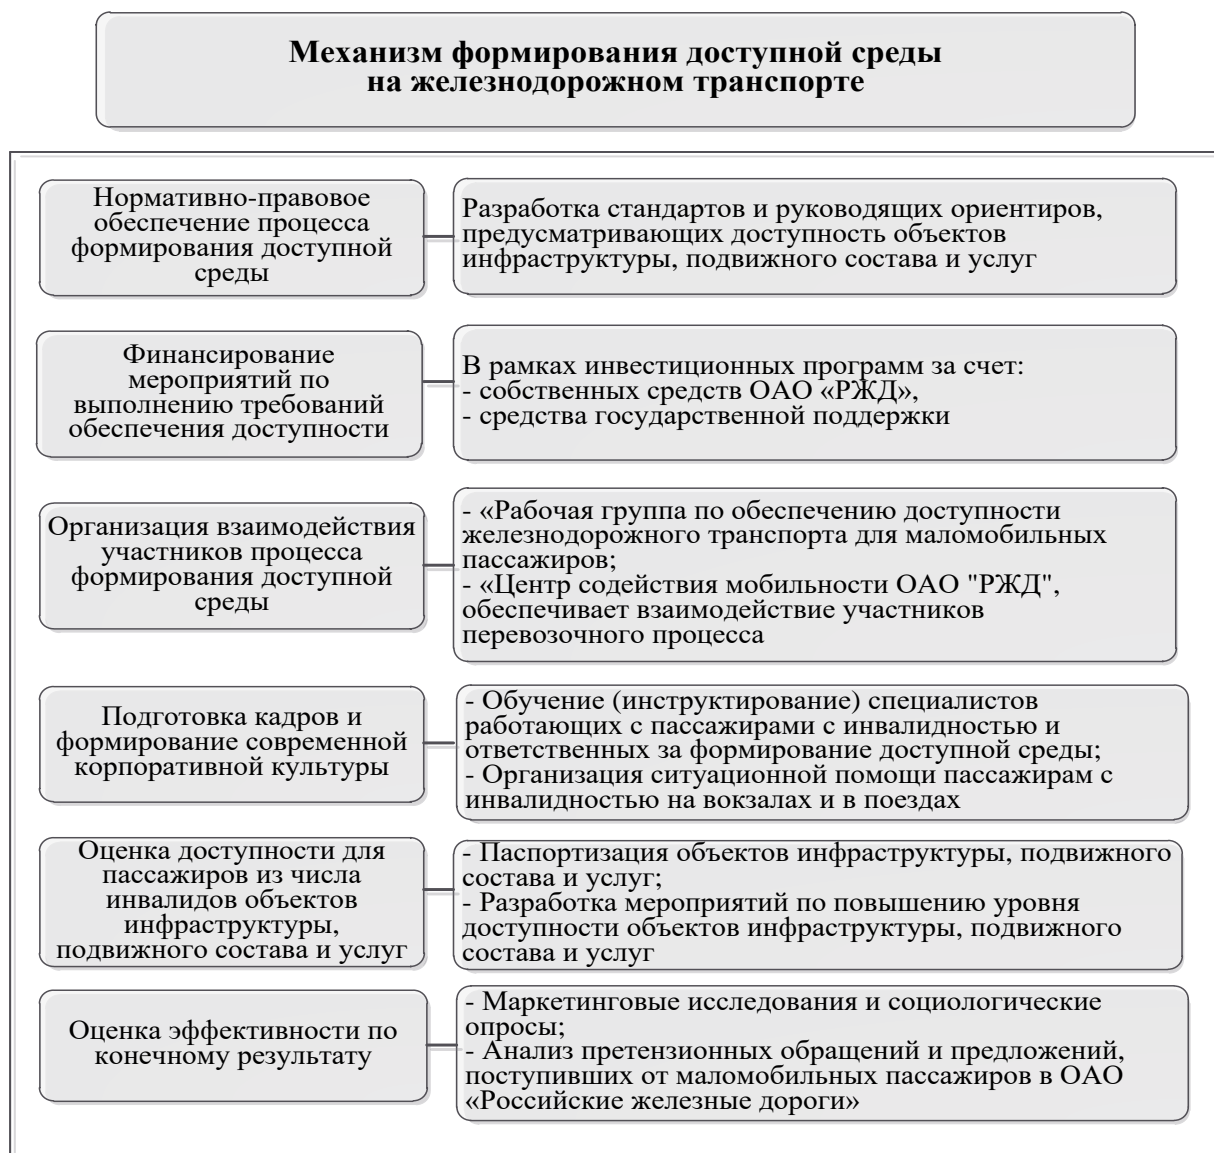 Механизм формирования доступной среды
на железнодорожном транспорте
Нормативно-правовое
обеспечение процесса
формирования доступной
среды
Разработка стандартов и руководящих ориентиров,
предусматривающих доступность объектов
инфраструктуры, подвижного состава и услуг
Финансирование
мероприятий по
выполнению требований
обеспечения доступности
В рамках инвестиционных программ за счет:
- собственных средств ОАО «РЖД»,
- средства государственной поддержки
Организация взаимодействия
участников процесса
формирования доступной
среды
- «Рабочая группа по обеспечению доступности
железнодорожного транспорта для маломобильных
пассажиров;
- «Центр содействия мобильности ОАО "РЖД",
обеспечивает взаимодействие участников
перевозочного процесса
Подготовка кадров и
формирование современной
корпоративной культуры
- Обучение (инструктирование) специалистов
работающих с пассажирами с инвалидностью и
ответственных за формирование доступной среды;
- Организация ситуационной помощи пассажирам с
инвалидностью на вокзалах и в поездах
Оценка доступности для
пассажиров из числа
инвалидов объектов
инфраструктуры,
подвижного состава и услуг
- Паспортизация объектов инфраструктуры, подвижного
состава и услуг;
- Разработка мероприятий по повышению уровня
доступности объектов инфраструктуры, подвижного
состава и услуг
Оценка эффективности по
конечному результату
- Маркетинговые исследования и социологические
опросы;
- Анализ претензионных обращений и предложений,
поступивших от маломобильных пассажиров в ОАО
«Российские железные дороги»